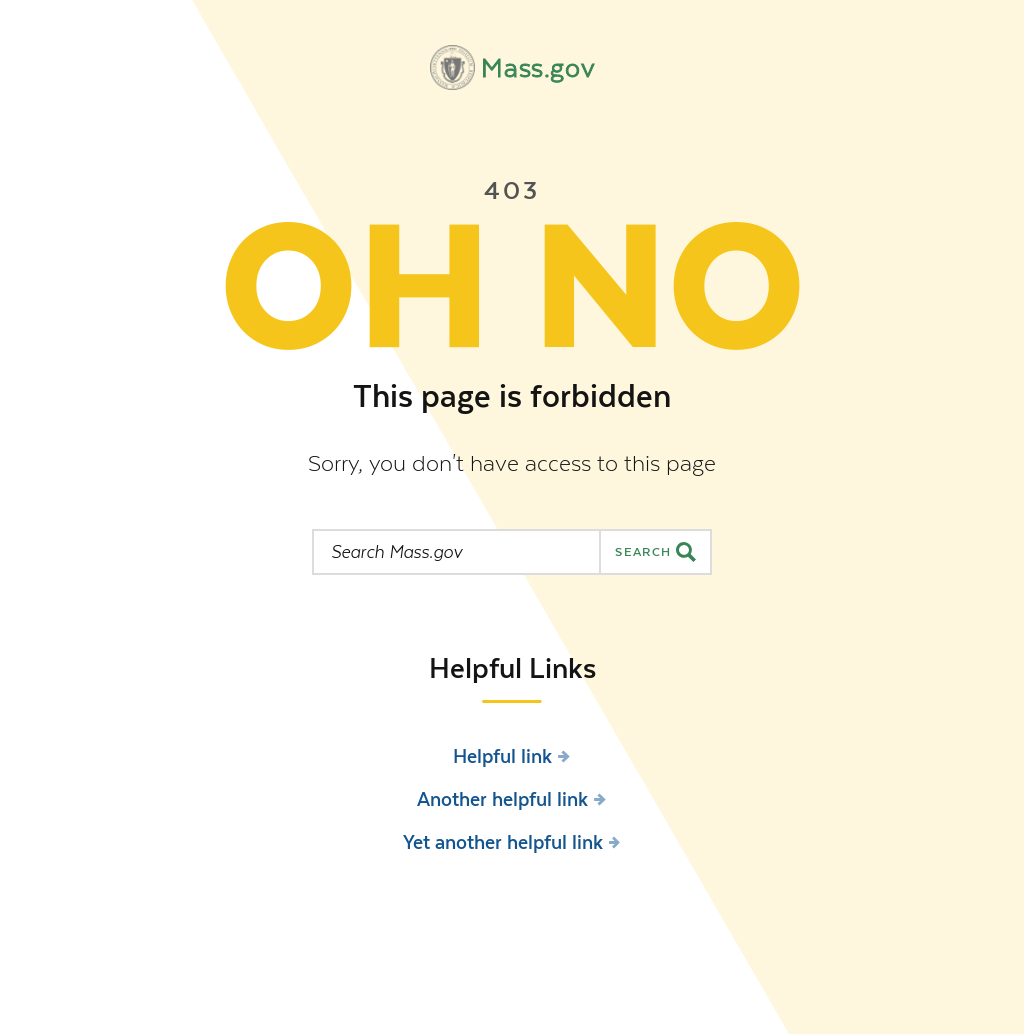 Mass.gov
403
OH NO
This page is forbidden
Sorry, you don't have access to this page
Search Mass.gov SEARCH
Helpful Links
Helpful link
Another helpful link
Yet another helpful link